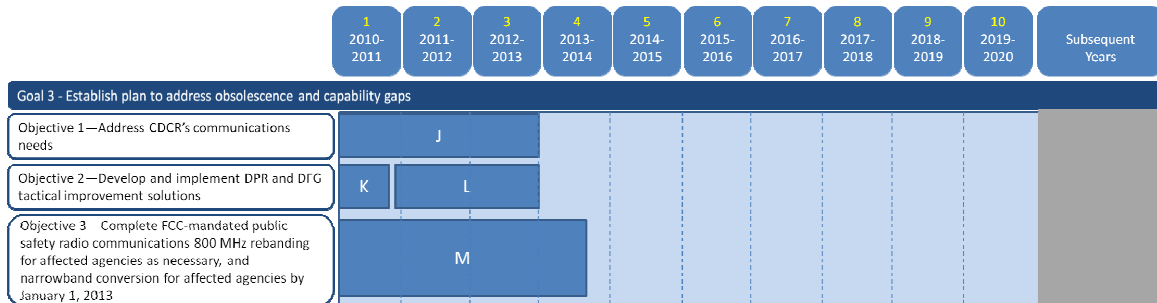 1 2 3 4 5 6 7 8 9 10
2010- 2011- 2012- 2013- 2014- 2015- 2016- 2017- 2018- 2019- Subsequent
2011 2012 2013 2014 2015 2016 2017 2018 2019 2020 Years
Goal 3 - Establish plan to address obsolescence and capability gaps
Objective 1—Address CDCR's communications
needs
J
Objective 2—Develop and implement DPR and DFG
tactical improvement solutions
K L
Objective 3 Complete FCC-mandated public
safety radio communications 800 MHz rebanding
for affected agencies as necessary, and
narrowband conversion for affected agencies by
January 1, 2013
M